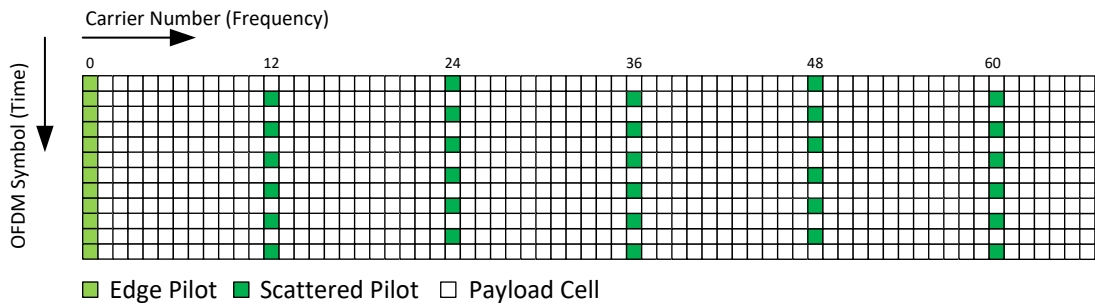 Carrier Number (Frequency)
OFDM Symbol (Time)
0 12 24 36 48 60
Edge Pilot Scattered Pilot Payload Cell